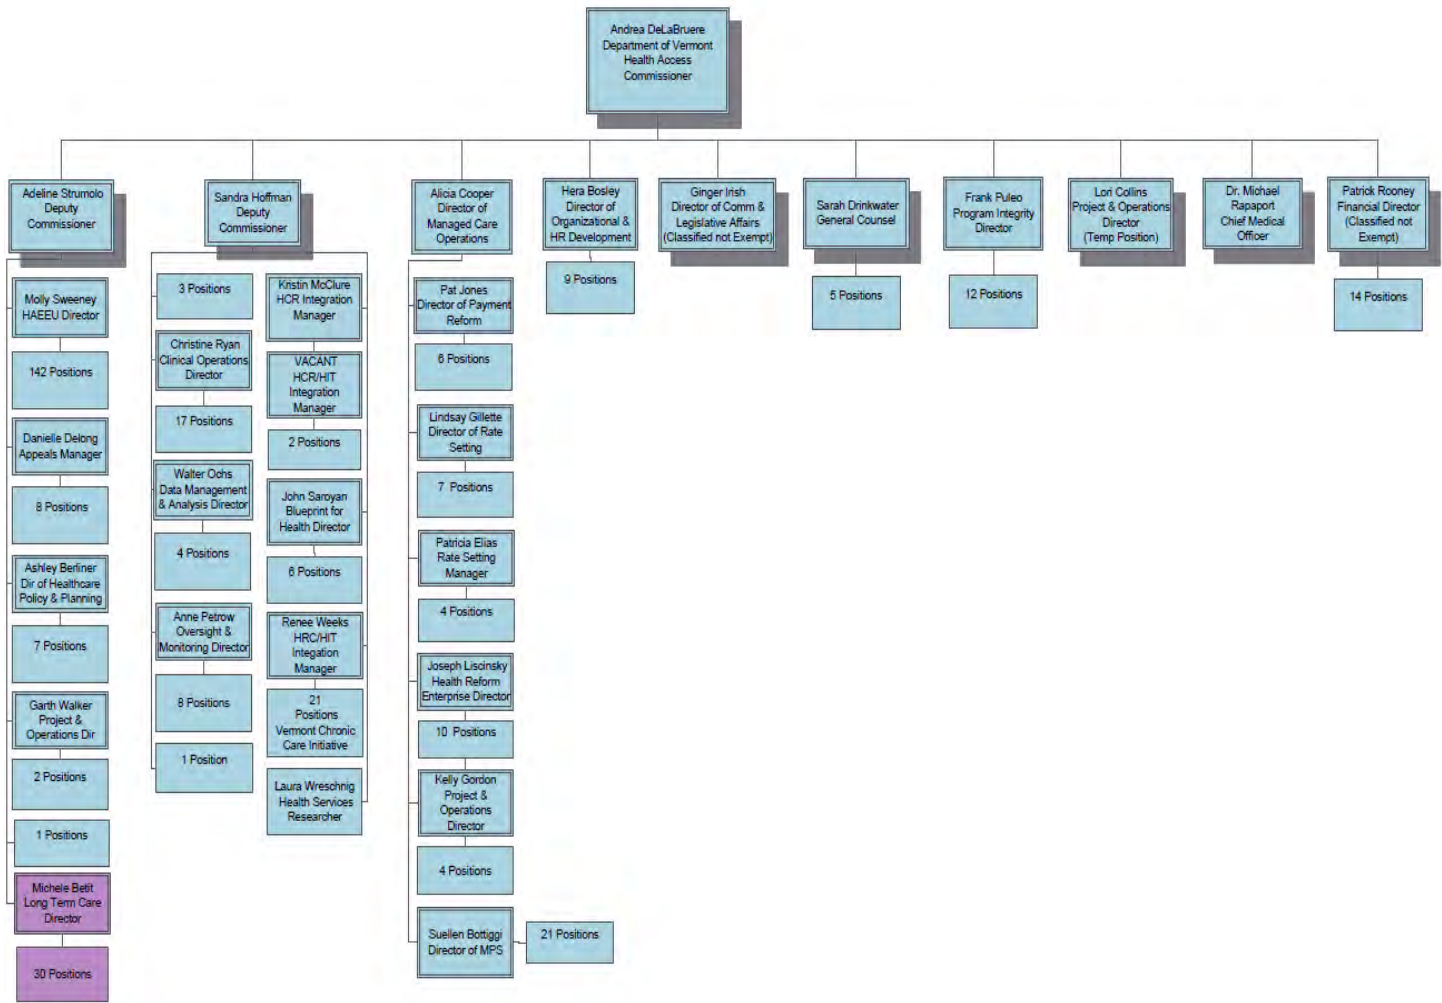 Andrea DeLaBruere
Department of Vermont
Health Access
Commissioner
Adeline Strumolo
Deputy
Commissioner
Sandra Hoffman
Deputy
Commissioner
Alicia Cooper
Director of
Managed Care
Operations
Hera Bosley
Director of
Organizational &
HR Development
Ginger Irish
Director of Comm &
Legislative Affairs
(Classified not Exempt)
Sarah Drinkwater
General Counsel
Frank Puleo
Program Integrity
Director
Lori Collins
Project & Operations
Director
(Temp Position)
Dr. Michael
Rapaport
Chief Medical
Officer
Patrick Rooney
Financial Director
(Classified not
Exempt)
9 Positions
5 Positions
12 Positions
14 Positions
Molly Sweeney
HAEEU Director
142 Positions
Danielle Delong
Appeals Manager
8 Positions
Ashley Berliner
Dir of Healthcare
Policy & Planning
7 Positions
Garth Walker
Project &
Operations Dir
2 Positions
1 Positions
Michele Betit
Long Term Care
Director
30 Positions
3 Positions
Christine Ryan
Clinical Operations
Director
17 Positions
Walter Ochs
Data Management
& Analysis Director
4 Positions
Anne Petrow
Oversight &
Monitoring Director
8 Positions
1 Position
Kristin McClure
HCR Integration
Manager
VACANT
HCR/HIT
Integration
Manager
2 Positions
John Saroyan
Blueprint for
Health Director
6 Positions
Renee Weeks
HRC/HIT
Integation
Manager
21
Positions
Vermont Chronic
Care Initiative
Laura Wreschnig
Health Services
Researcher
Pat Jones
Director of Payment
Reform
6 Positions
Lindsay Gillette
Director of Rate
Setting
7 Positions
Patricia Elias
Rate Setting
Manager
4 Positions
Joseph Liscinsky
Health Reform
Enterprise Director
10 Positions
Kelly Gordon
Project &
Operations
Director
4 Positions
Suellen Bottiggi
Director of MPS
21 Positions